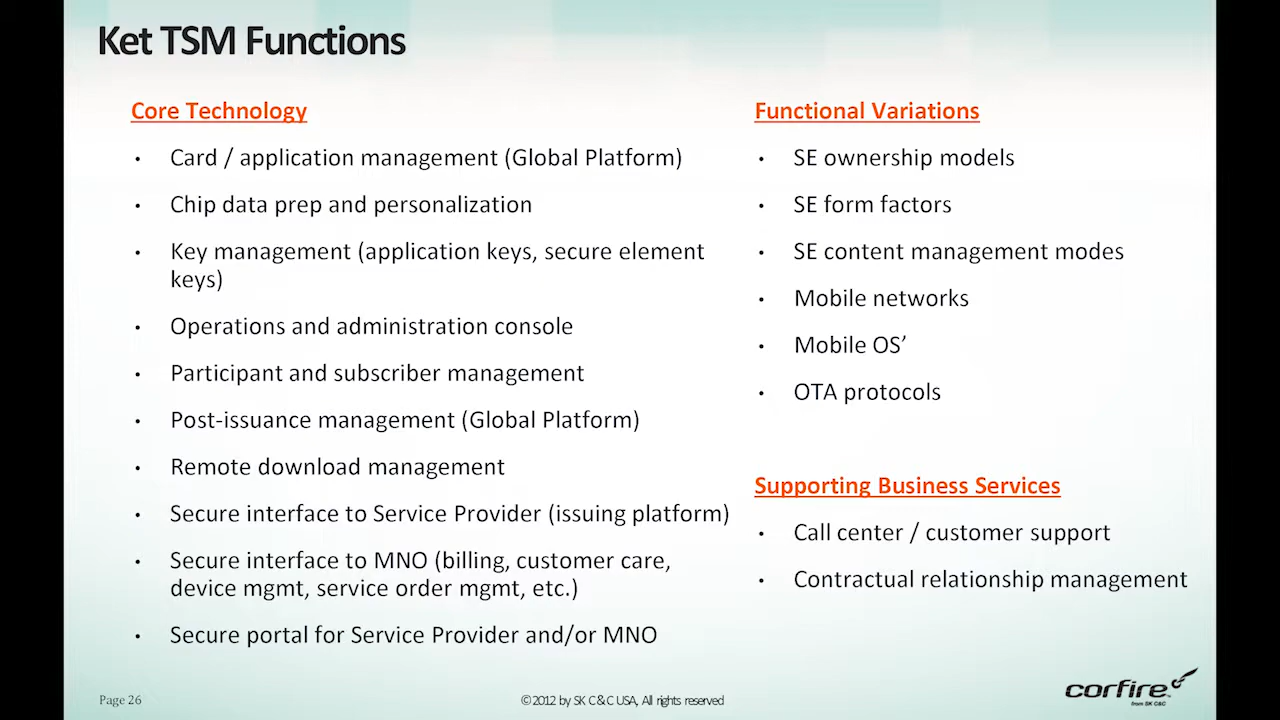 Ket TSM Functions
Core Technology
• Card / application management (Global Platform)
• Chip data prep and personalization
• Key management (application keys, secure element
keys)
• Operations and administration console
• Participant and subscriber management
• Post-issuance management (Global Platform)
• Remote download management
• Secure interface to Service Provider (issuing platform)
• Secure interface to MNO (billing, customer care,
device mgmt, service order mgmt, etc.)
• Secure portal for Service Provider and/or MNO
Functional Variations
• SE ownership models
• SE form factors
• SE content management modes
• Mobile networks
• Mobile OS’
• OTA protocols
Supporting Business Services
• Call center / customer support
• Contractual relationship management
Page 26
©2012 by SK C&C USA, All rights reserved
corfire
from SK C&C